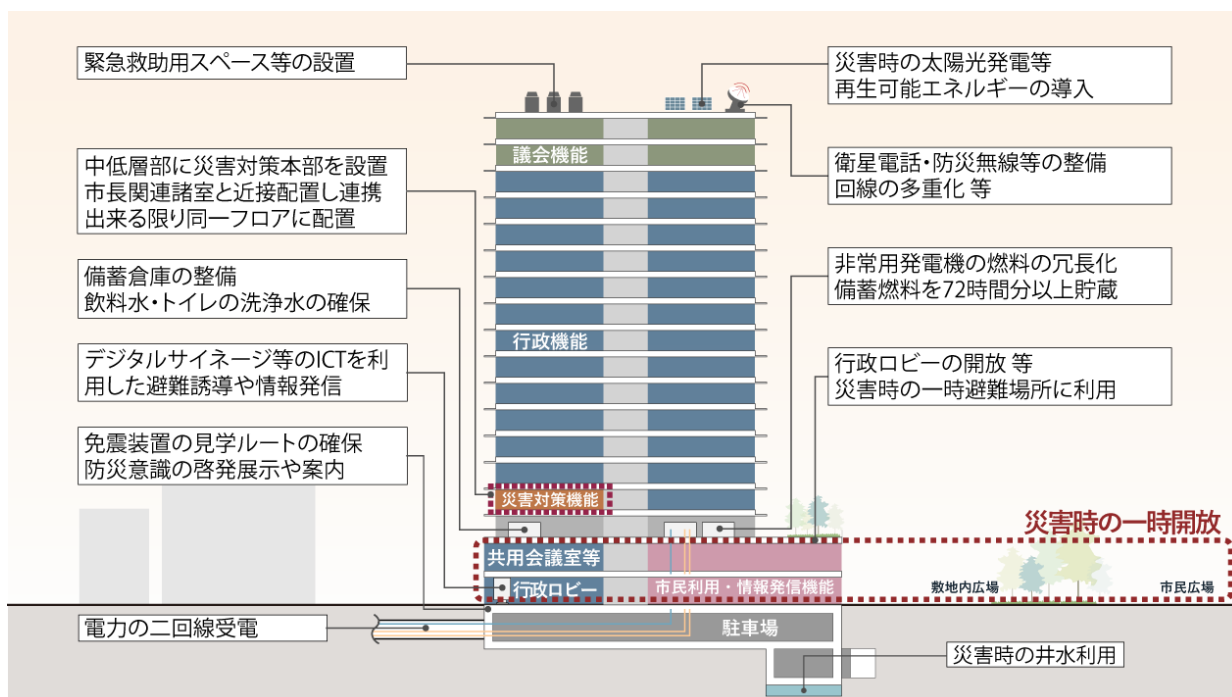 緊急救助用スペース等の設置
中低層部に災害対策本部を設置
市長関連諸室と近接配置し連携
出来る限り同一フロアに配置
備蓄倉庫の整備
飲料水・トイレの洗浄水の確保
デジタルサイネージ等のICTを利
用した避難誘導や情報発信
免震装置の見学ルートの確保
防災意識の啓発展示や案内
電力の二回線受電
議会機能
行政機能
災害対策機能
共用会議室等
行政ロビー
市民利用・情報発信機能
駐車場
災害時の太陽光発電等
再生可能エネルギーの導入
衛星電話・防災無線等の整備
回線の多重化 等
非常用発電機の燃料の冗長化
備蓄燃料を72時間分以上貯蔵
行政ロビーの開放 等
災害時の一時避難場所に利用
災害時の一時開放
敷地内広場
市民広場
災害時の井水利用